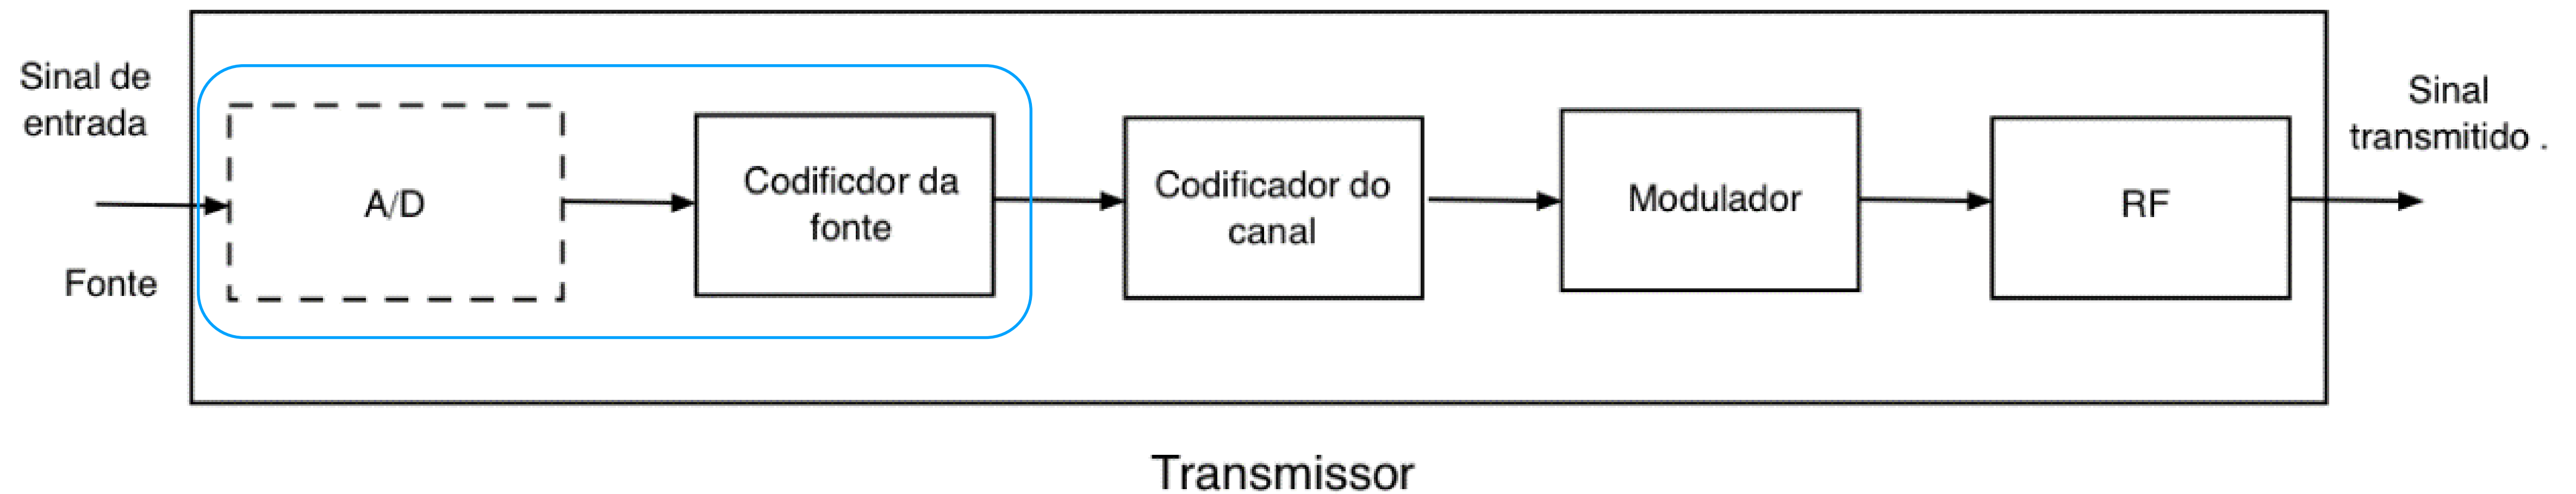 Sinal de
entrada
Fonte
A/D
Codificdor da
fonte
Codificador do
canal
Modulador
RF
Sinal
transmitido .
Transmissor